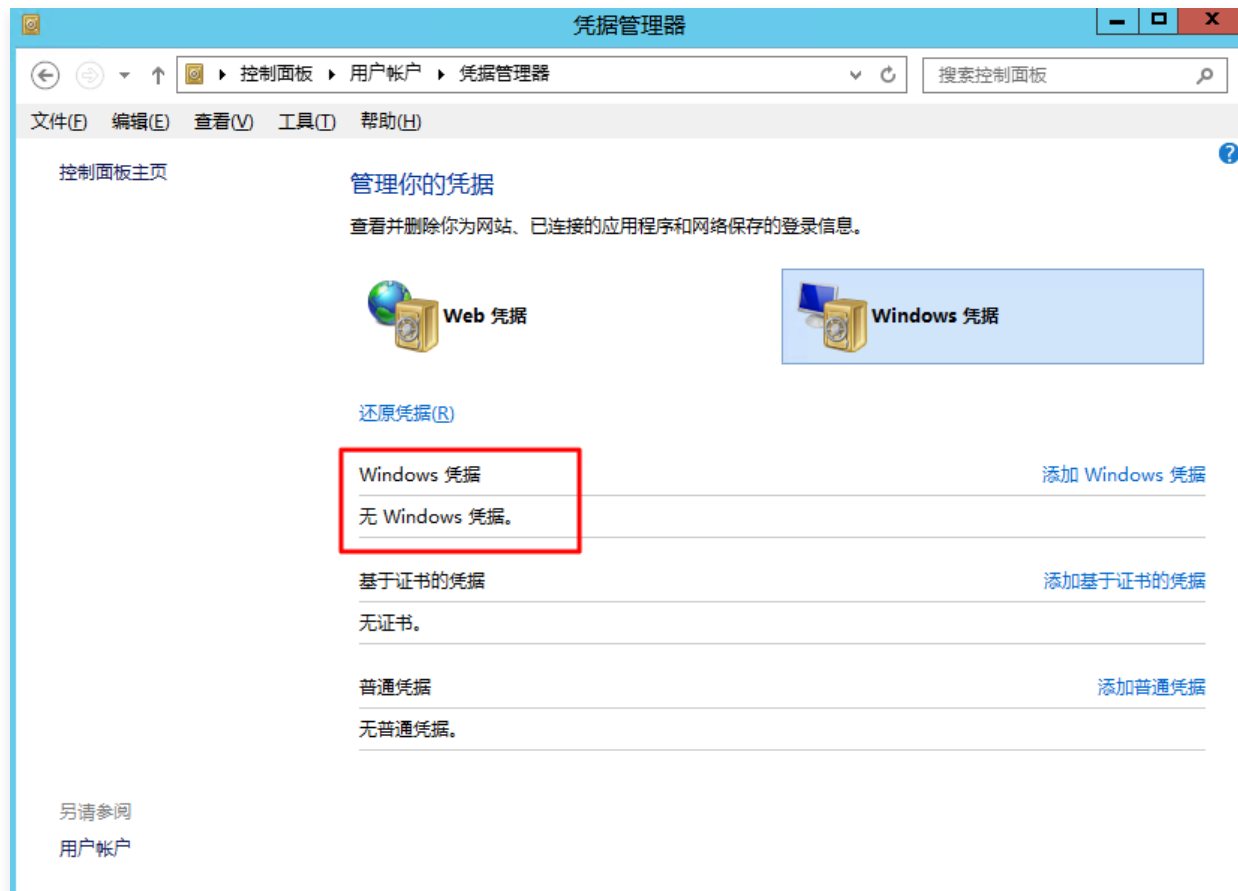 凭据管理器
控制面板 用户帐户 凭据管理器 搜索控制面板
文件(F) 编辑(E) 查看(V) 工具(T) 帮助(H)
控制面板主页
管理你的凭据
查看并删除你为网站、已连接的应用程序和网络保存的登录信息。
Web 凭据 Windows 凭据
还原凭据(R)
Windows 凭据 添加 Windows 凭据
无 Windows 凭据。
基于证书的凭据 添加基于证书的凭据
无证书。
普通凭据 添加普通凭据
无普通凭据。
另请参阅
用户帐户